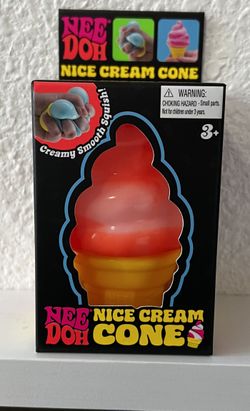 NEE
DOH
NICE CREAM CONE
Creamy Smooth Squish!
WARNING:
CHOKING HAZARD - Small parts.
Not for children under 3 years.
3+
NEE
DOH
NICE CREAM
CONE